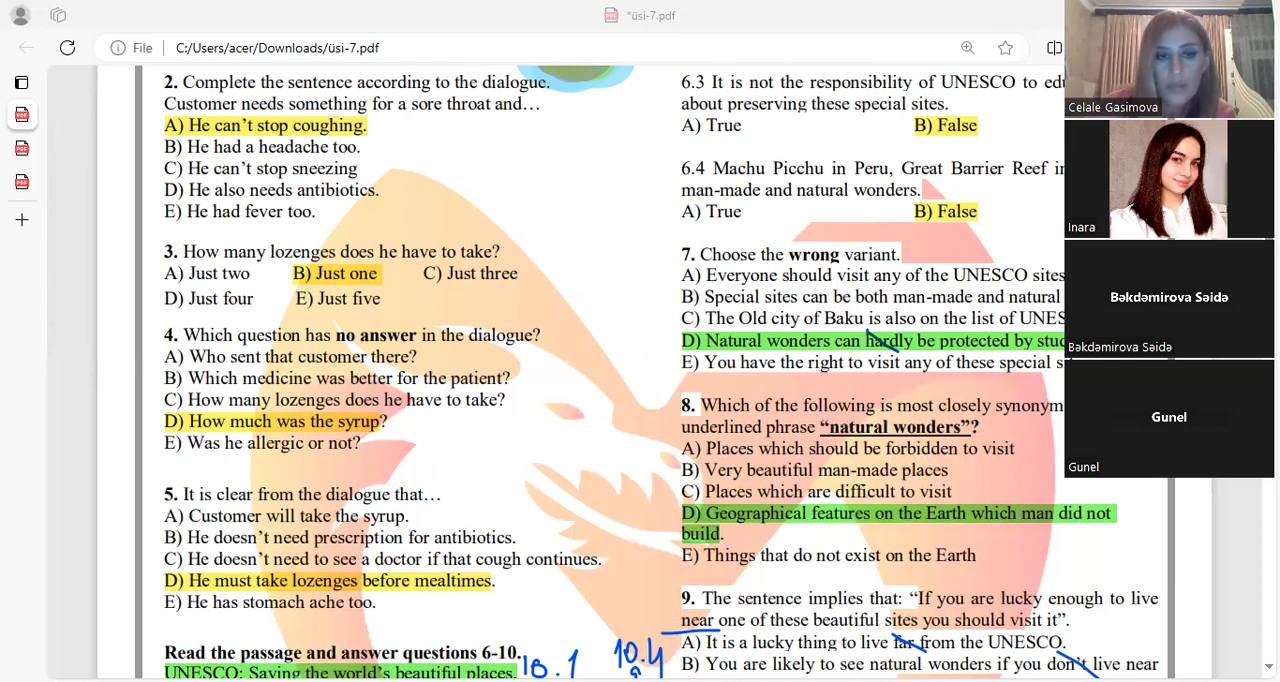 *üsi-7.pdf
File
C:/Users/acer/Downloads/üsi-7.pdf
2. Complete the sentence according to the dialogue.
Customer needs something for a sore throat and…
A) He can’t stop coughing.
B) He had a headache too.
C) He can’t stop sneezing
D) He also needs antibiotics.
E) He had fever too.
3. How many lozenges does he have to take?
A) Just two B) Just one C) Just three
D) Just four E) Just five
4. Which question has no answer in the dialogue?
A) Who sent that customer there?
B) Which medicine was better for the patient?
C) How many lozenges does he have to take?
D) How much was the syrup?
E) Was he allergic or not?
5. It is clear from the dialogue that…
A) Customer will take the syrup.
B) He doesn’t need prescription for antibiotics.
C) He doesn’t need to see a doctor if that cough continues.
D) He must take lozenges before mealtimes.
E) He has stomach ache too.
Read the passage and answer questions 6-10.
UNESCO: Saving the world’s beautiful places.
10.1
10.4
6.3 It is not the responsibility of UNESCO to
about preserving these special sites.
A) True B) False
6.4 Machu Picchu in Peru, Great Barrier Reef
man-made and natural wonders.
A) True B) False
7. Choose the wrong variant.
A) Everyone should visit any of the UNESCO sites
B) Special sites can be both man-made and natural
C) The Old city of Baku is also on the list of
D) Natural wonders can hardly be protected by
E) You have the right to visit any of these special
8. Which of the following is most closely
underlined phrase “natural wonders”?
A) Places which should be forbidden to visit
B) Very beautiful man-made places
C) Places which are difficult to visit
D) Geographical features on the Earth which man did not
build.
E) Things that do not exist on the Earth
9. The sentence implies that: “If you are lucky enough to live
near one of these beautiful sites you should visit it”.
A) It is a lucky thing to live far from the UNESCO.
B) You are likely to see natural wonders if you don’t live near
Celale Gasimova
Inara
Bəkdəmirova Səidə
Bəkdəmirova Səidə
Gunel
Gunel